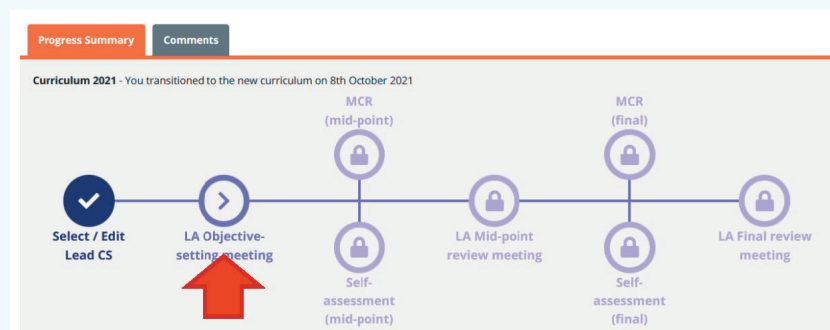 Progress Summary
Comments
Curriculum 2021 - You transitioned to the new curriculum on 8th October 2021
MCR
(mid-point)
MCR
(final)
Select / Edit
Lead CS
LA Objective-
setting meeting
LA Mid-point
review meeting
LA Final review
meeting
Self-
assessment
(mid-point)
Self-
assessment
(final)